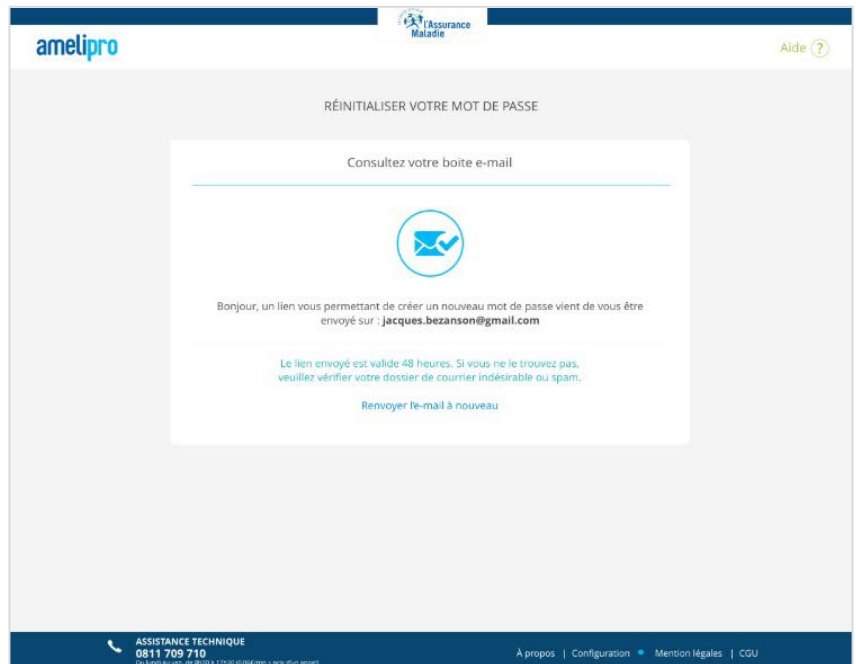 l'Assurance
Maladie
amelipro
Aide ?
RÉINITIALISER VOTRE MOT DE PASSE
Consultez votre boite e-mail
Bonjour, un lien vous permettant de créer un nouveau mot de passe vient de vous être
envoyé sur : jacques.bezanson@gmail.com
Le lien envoyé est valide 48 heures. Si vous ne le trouvez pas,
veuillez vérifier votre dossier de courrier indésirable ou spam.
Renvoyer l'e-mail à nouveau
ASSISTANCE TECHNIQUE
0811 709 710
À propos | Configuration • Mention légales | CGU